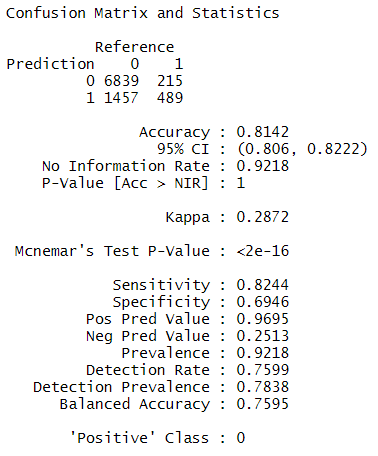 Confusion Matrix and Statistics
Reference
Prediction 0 1
0 6839 215
1 1457 489
Accuracy : 0.8142
95% CI : (0.806, 0.8222)
No Information Rate : 0.9218
P-Value [Acc > NIR] : 1
Kappa : 0.2872
Mcnemar's Test P-Value : <2e-16
Sensitivity : 0.8244
Specificity : 0.6946
Pos Pred Value : 0.9695
Neg Pred Value : 0.2513
Prevalence : 0.9218
Detection Rate : 0.7599
Detection Prevalence : 0.7838
Balanced Accuracy : 0.7595
'Positive' Class : 0